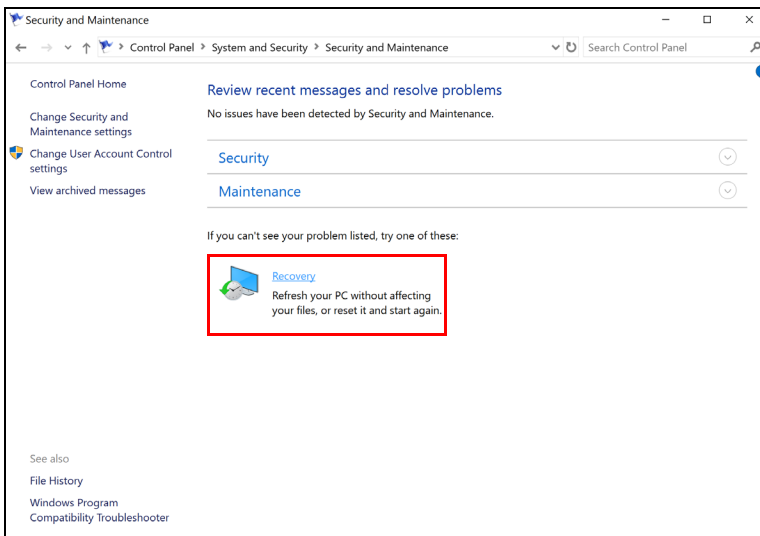 Security and Maintenance
Control Panel > System and Security > Security and Maintenance
Search Control Panel
Control Panel Home
Change Security and
Maintenance settings
Change User Account Control
settings
View archived messages
Review recent messages and resolve problems
No issues have been detected by Security and Maintenance.
Security
Maintenance
If you can't see your problem listed, try one of these:
Recovery
Refresh your PC without affecting
your files, or reset it and start again.
See also
File History
Windows Program
Compatibility Troubleshooter